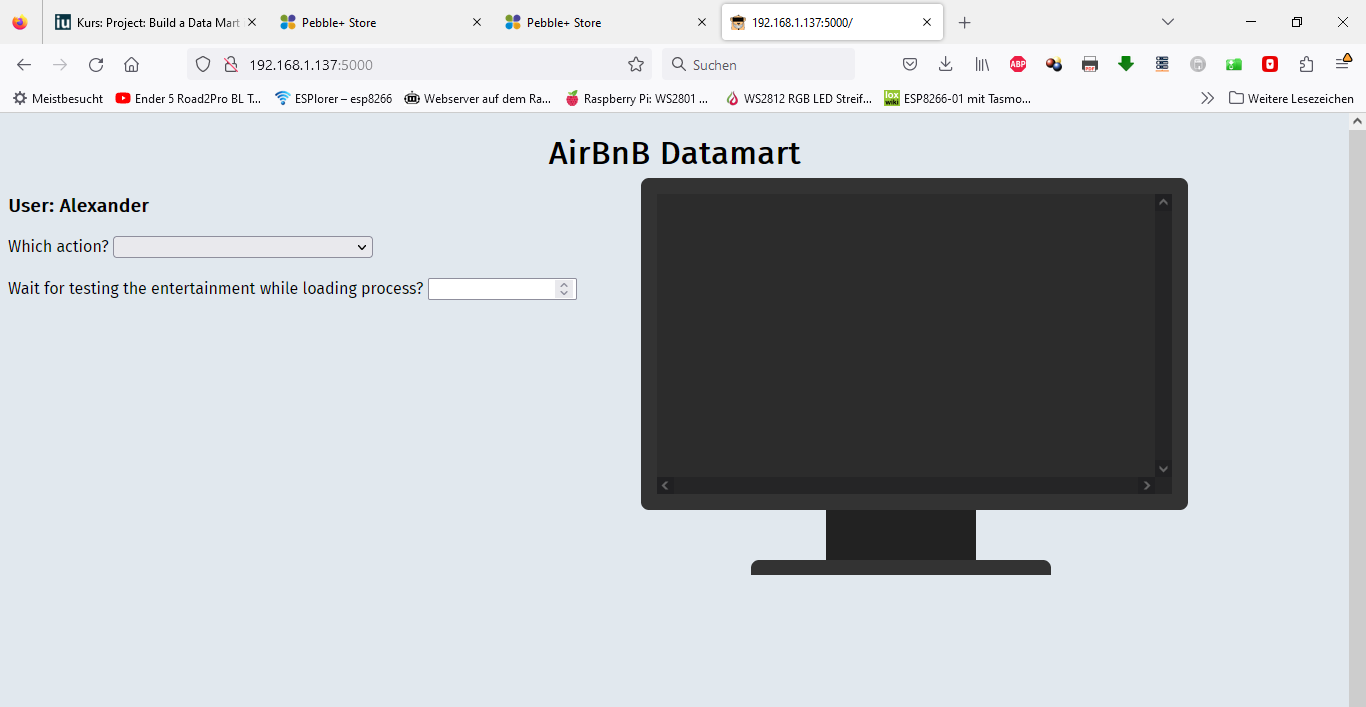 Kurs: Project: Build a Data Mart
Pebble+ Store
Pebble+ Store
192.168.1.137:5000/
192.168.1.137:5000
Suchen
ABP
Meistbesucht
Ender 5 Road2Pro BL T...
ESPlorer – esp8266
Webserver auf dem Ra...
Raspberry Pi: WS2801 ...
WS2812 RGB LED Streif...
lox wiki
ESP8266-01 mit Tasmo...
Weitere Lesezeichen
AirBnB Datamart
User: Alexander
Which action?
Wait for testing the entertainment while loading process?